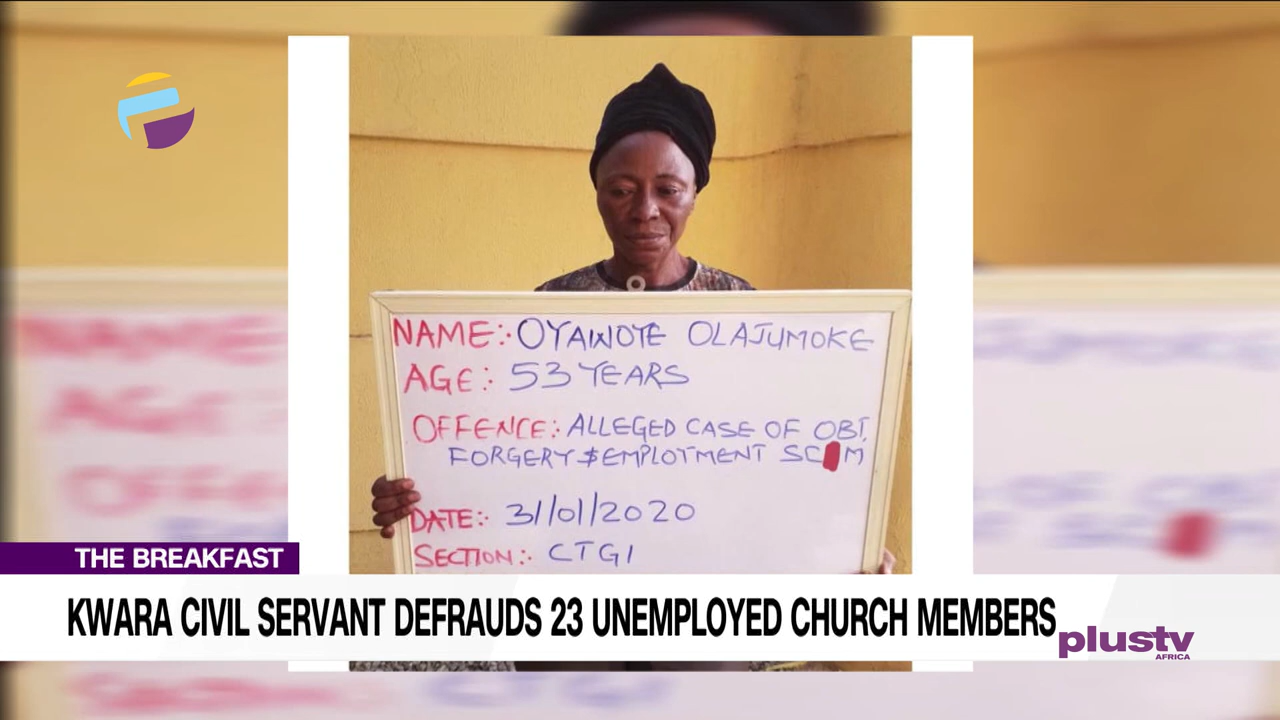 NAME:- OYAWOYE OLAJUMOKE
AGE:- 53 YEARS
OFFENCE:- ALLEGED CASE OF OBT,
FORGERY $ EMPLOTMENT SC M
DATE:- 31/01/2020
SECTION:- CTGI
THE BREAKFAST
KWARA CIVIL SERVANT DEFRAUDS 23 UNEMPLOYED CHURCH MEMBERS
plustv
AFRICA